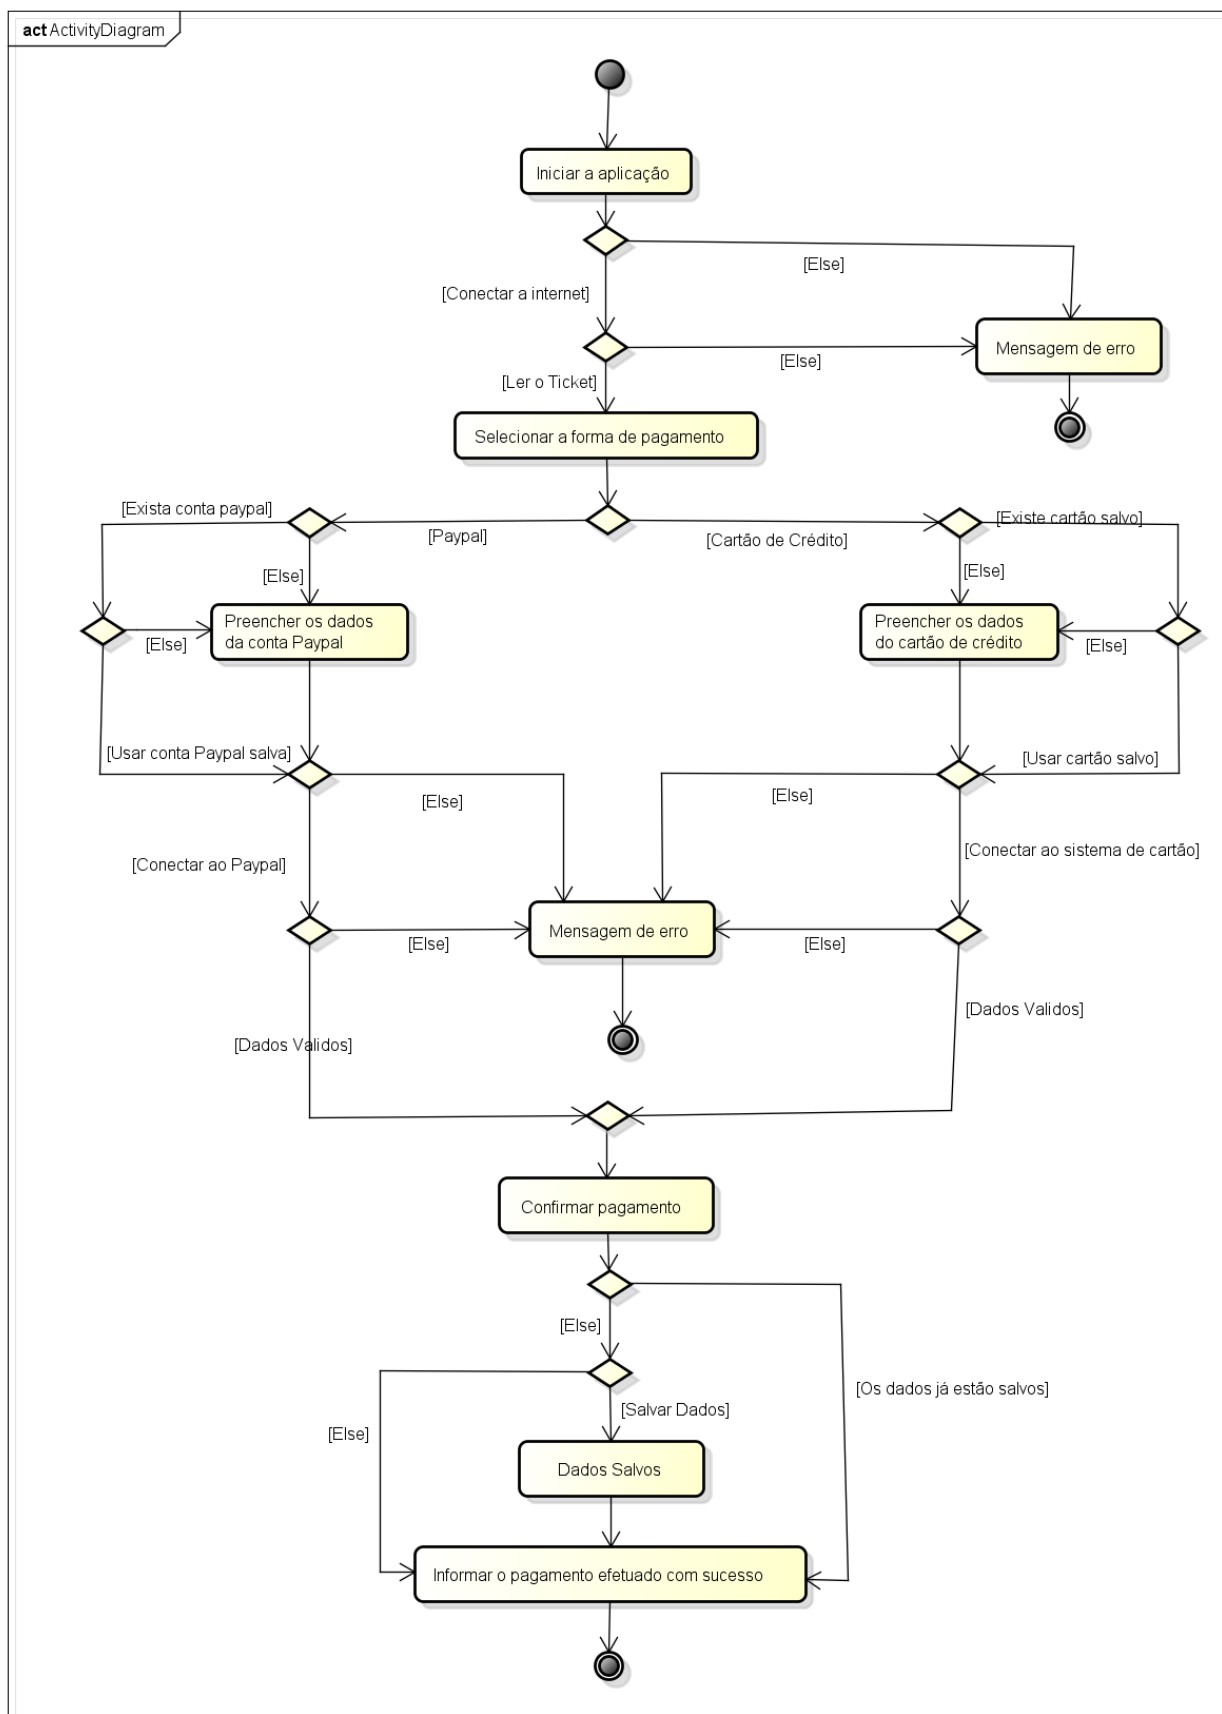 act ActivityDiagram
Iniciar a aplicação
[Else]
[Conectar a internet]
Mensagem de erro
[Else]
[Ler o Ticket]
Selecionar a forma de pagamento
[Exista conta paypal]
[Existe cartão salvo]
[Paypal]
[Cartão de Crédito]
[Else]
[Else]
Preencher os dados
da conta Paypal
Preencher os dados
do cartão de crédito
[Else]
[Else]
[Usar conta Paypal salva]
[Usar cartão salvo]
[Else]
[Else]
[Conectar ao Paypal]
[Conectar ao sistema de cartão]
Mensagem de erro
[Else]
[Else]
[Dados Validos]
[Dados Validos]
Confirmar pagamento
[Else]
[Os dados já estão salvos]
[Salvar Dados]
[Else]
Dados Salvos
Informar o pagamento efetuado com sucesso